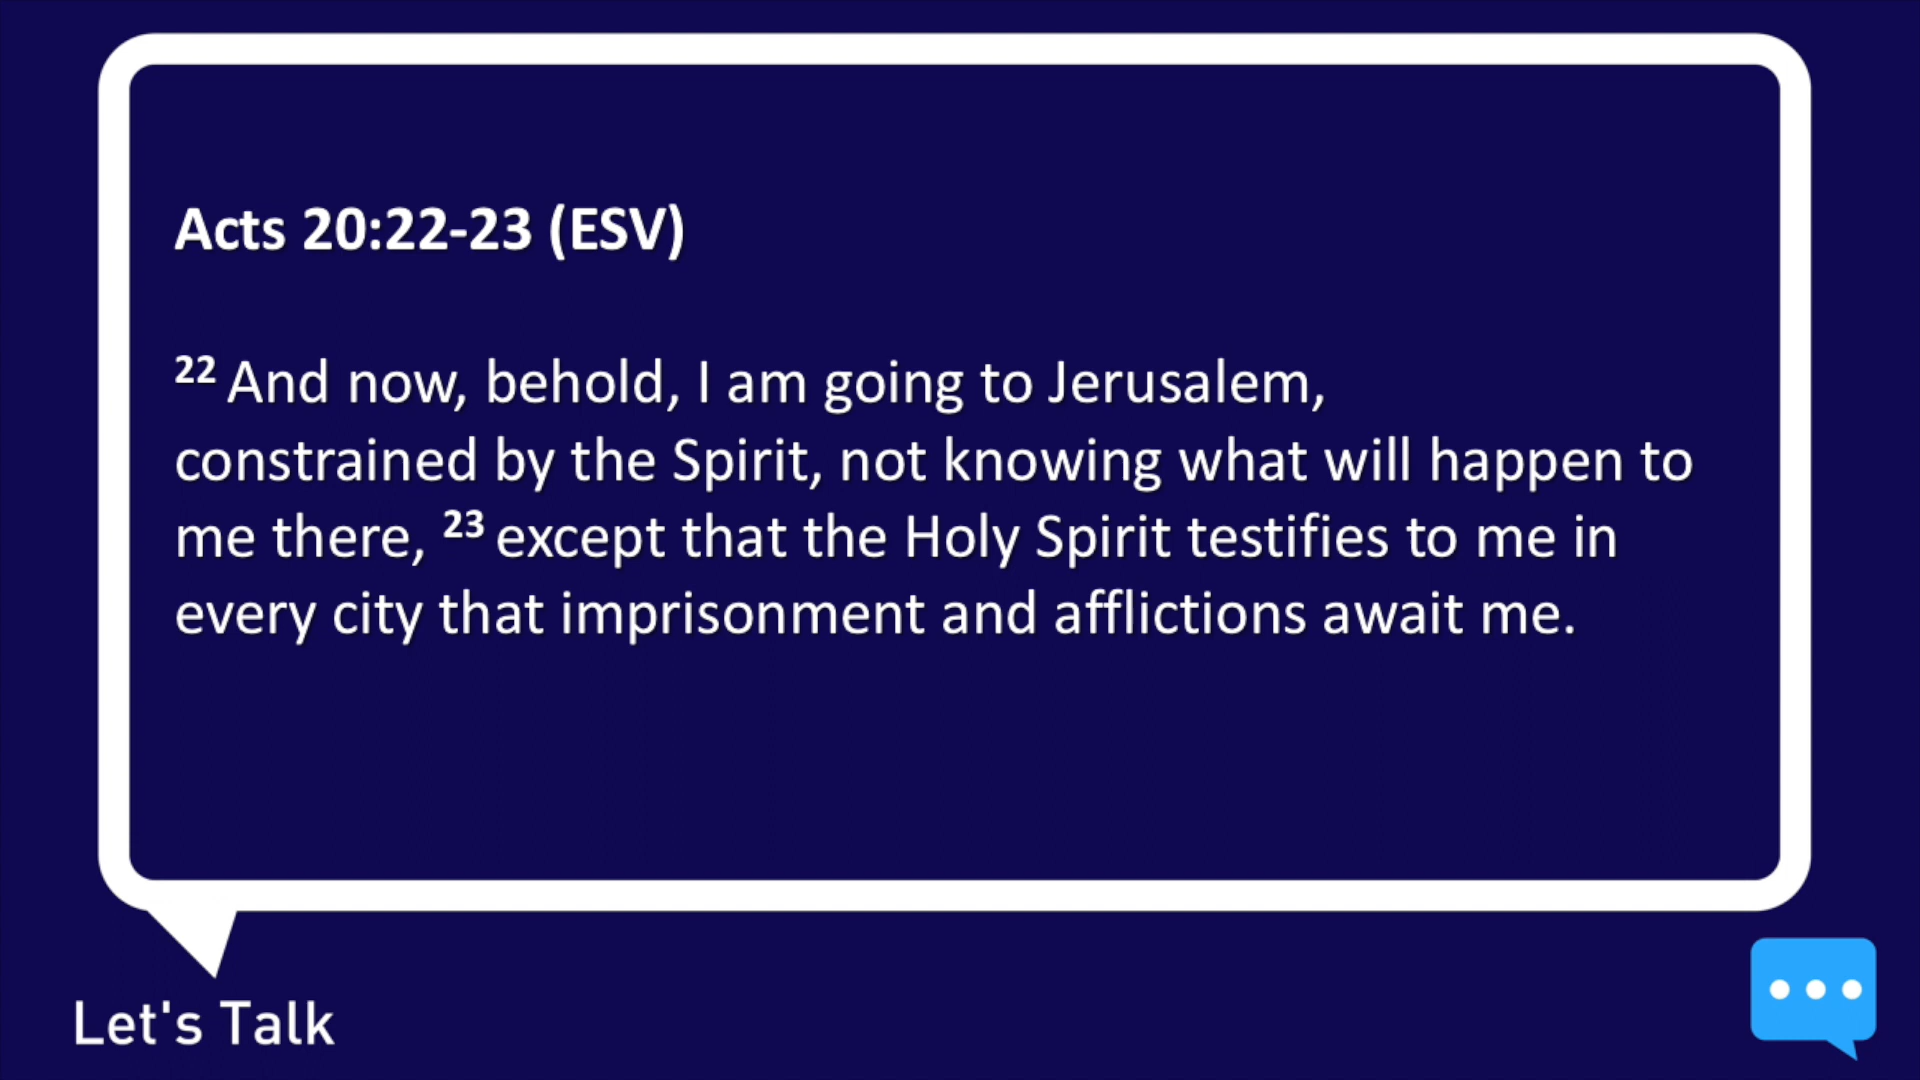 Acts 20:22-23 (ESV)
22 And now, behold, I am going to Jerusalem,
constrained by the Spirit, not knowing what will happen to
me there, 23 except that the Holy Spirit testifies to me in
every city that imprisonment and afflictions await me.
Let's Talk